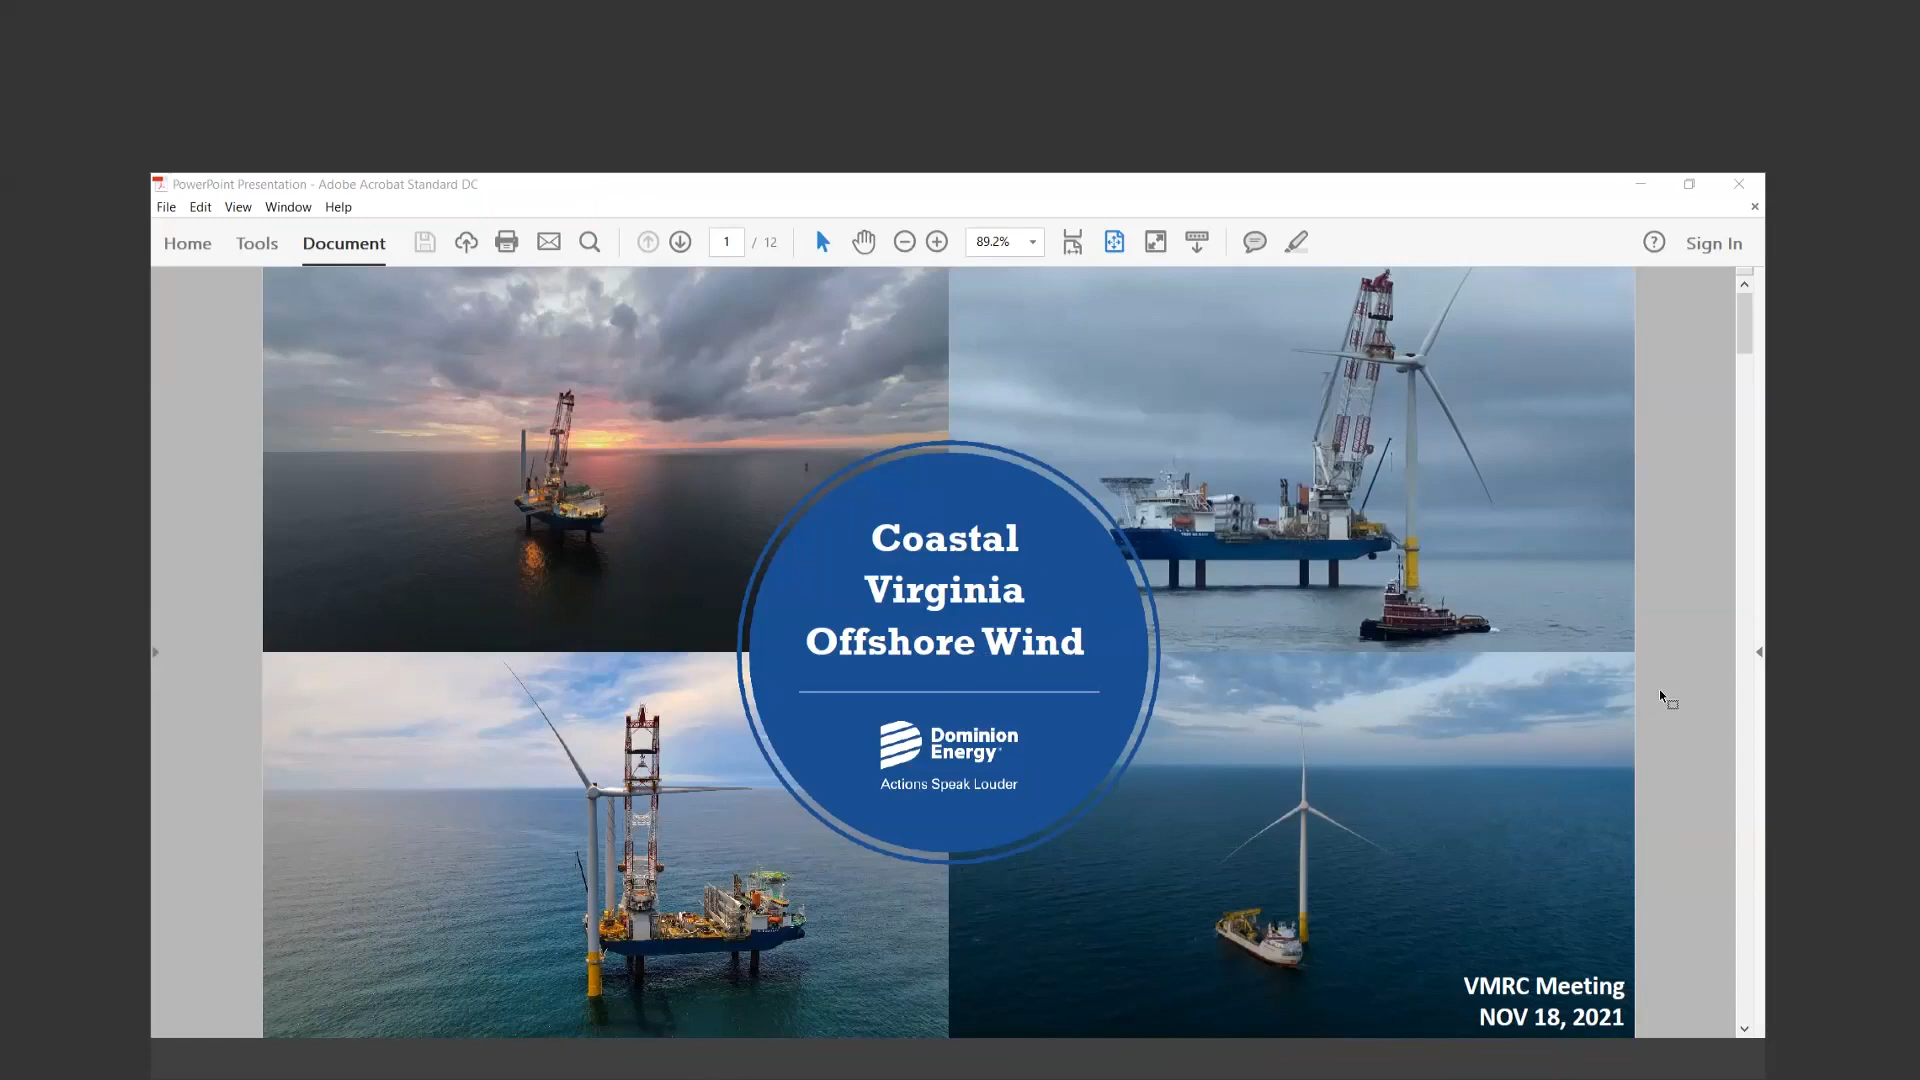 PowerPoint Presentation - Adobe Acrobat Standard DC
File Edit View Window Help
Home Tools Document 1 / 12 89.2% Sign In
Coastal
Virginia
Offshore Wind
Dominion
Energy
Actions Speak Louder
VMRC Meeting
NOV 18, 2021